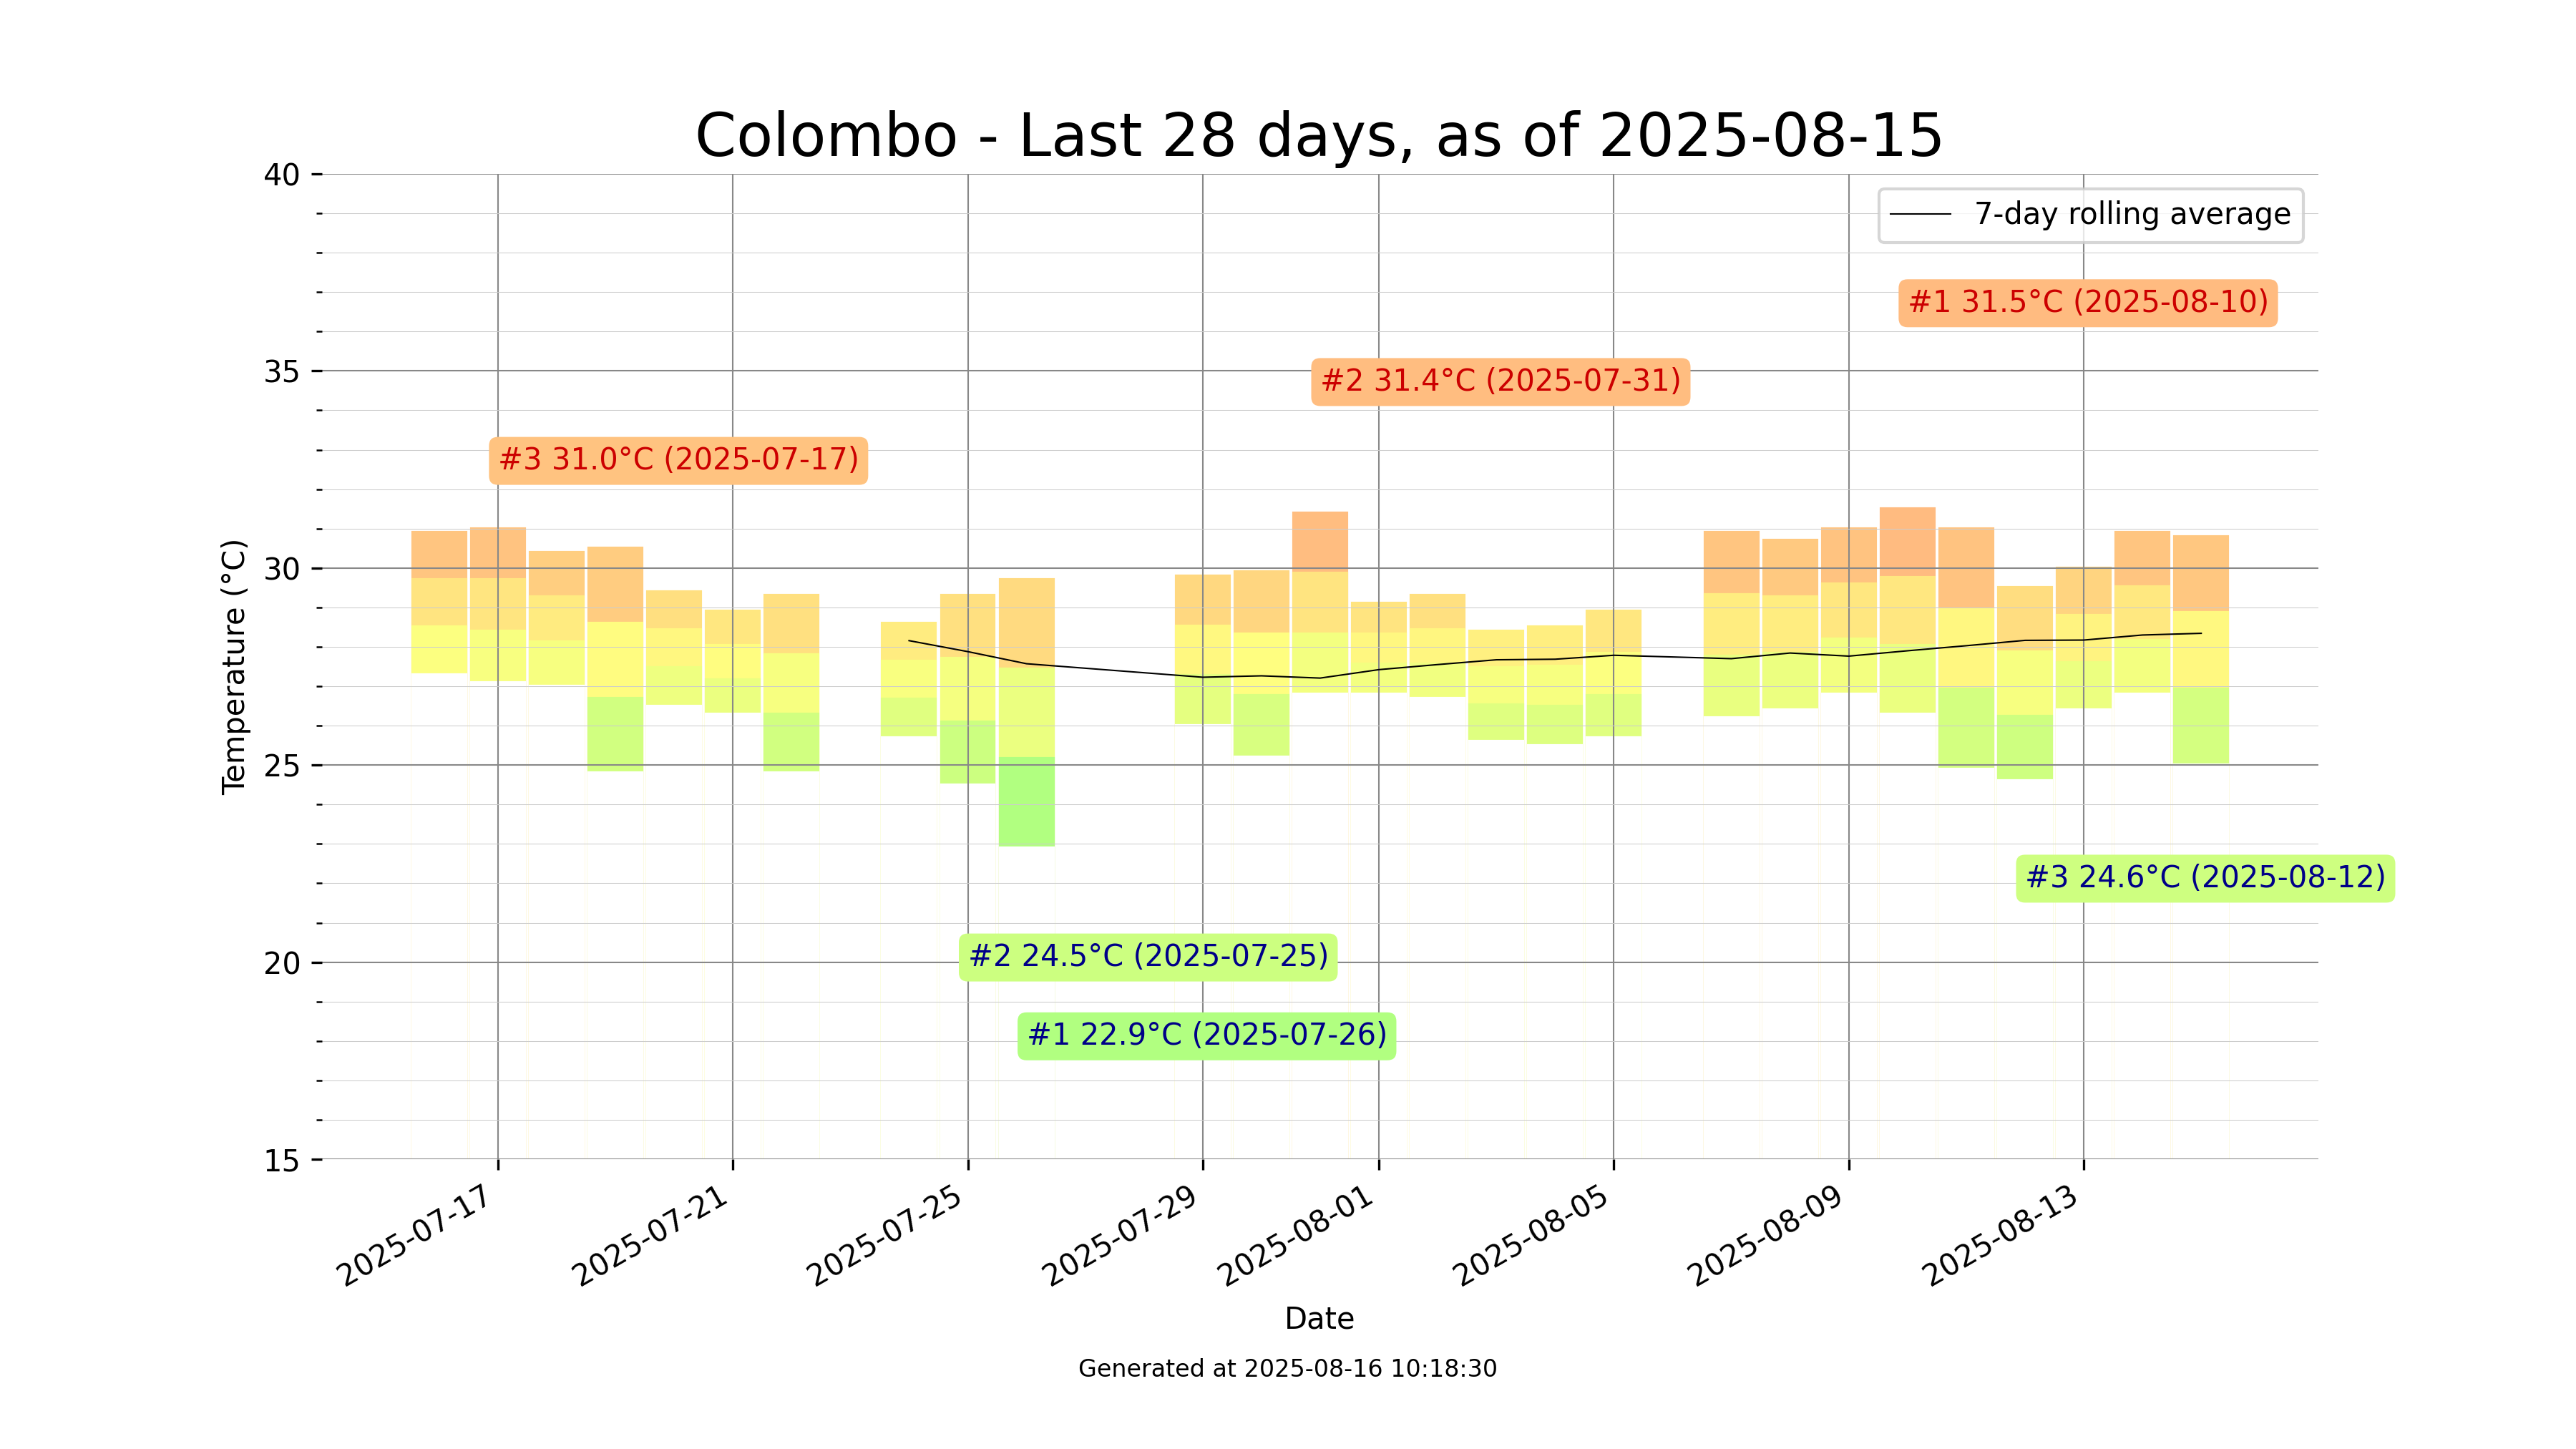 Colombo - Last 28 days, as of 2025-08-15
40
7-day rolling average
#1 31.5°C (2025-08-10)
35
#2 31.4°C (2025-07-31)
#3 31.0°C (2025-07-17)
30
Temperature (°C)
25
#3 24.6°C (2025-08-12)
#2 24.5°C (2025-07-25)
20
#1 22.9°C (2025-07-26)
15
2025-07-17
2025-07-21
2025-07-25
2025-07-29
2025-08-01
2025-08-05
2025-08-09
2025-08-13
Date
Generated at 2025-08-16 10:18:30